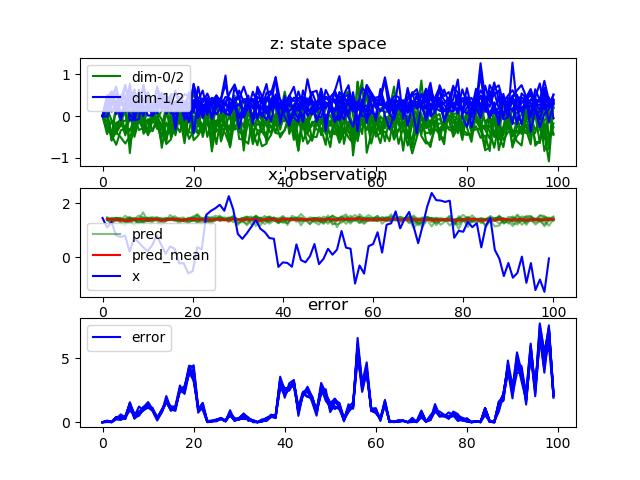 z: state space
1
0
−1
dim-0/2
dim-1/2
0 20 40 60 80 100
x: observation
2
0
pred
pred_mean
x
0 20 40 60 80 100
error
5
0
error
0 20 40 60 80 100